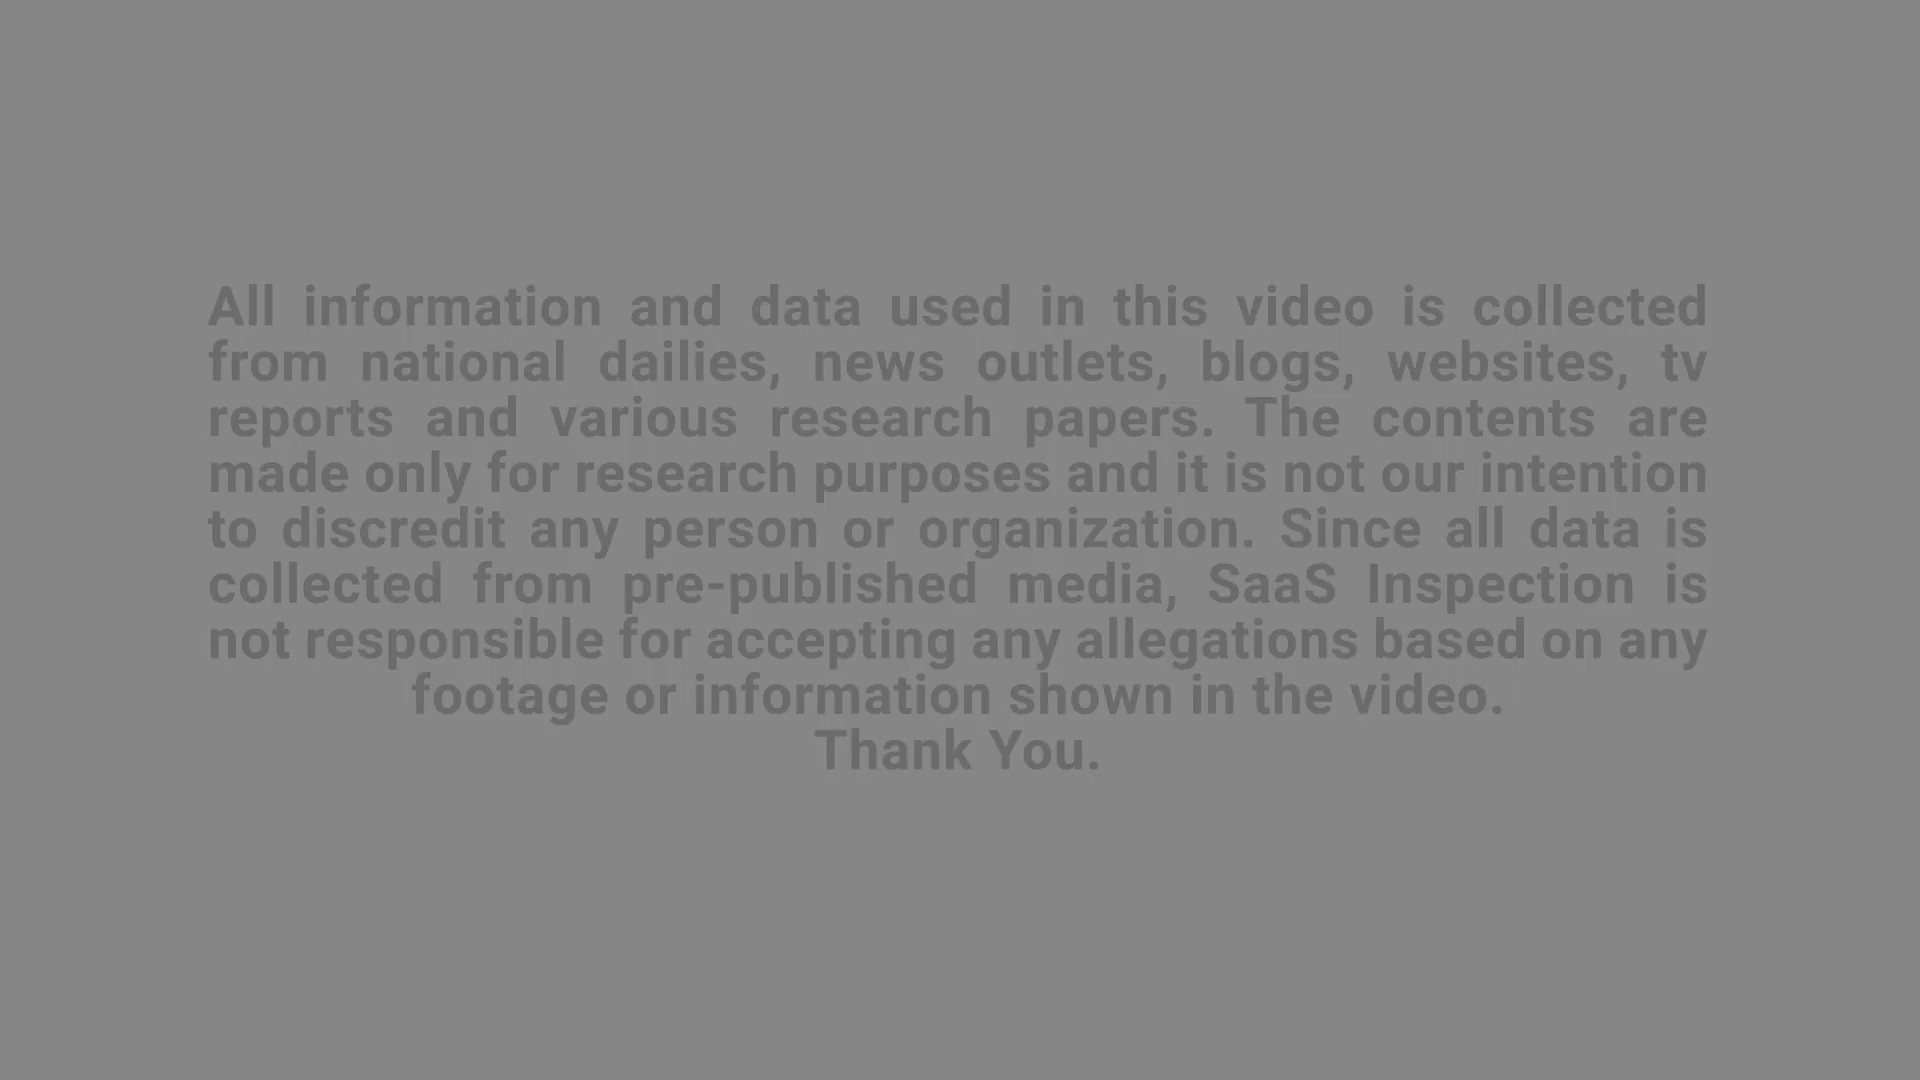 All information and data used in this video is collected
from national dailies, news outlets, blogs, websites, tv
reports and various research papers. The contents are
made only for research purposes and it is not our intention
to discredit any person or organization. Since all data is
collected from pre-published media, SaaS Inspection is
not responsible for accepting any allegations based on any
footage or information shown in the video.
Thank You.